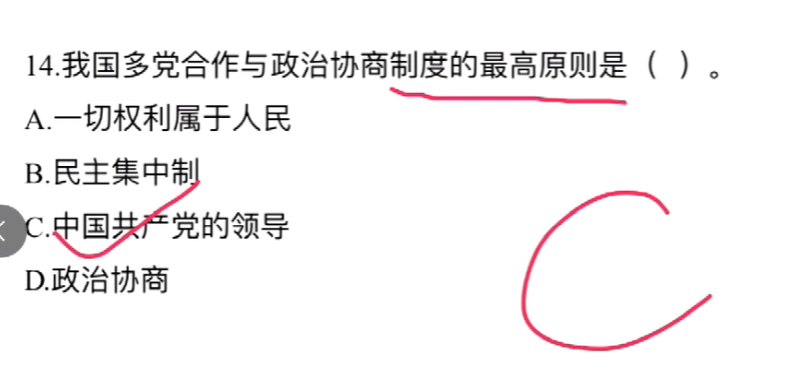 14.我国多党合作与政治协商制度的最高原则是（ ）。
A.一切权利属于人民
B.民主集中制
C.中国共产党的领导
D.政治协商
C